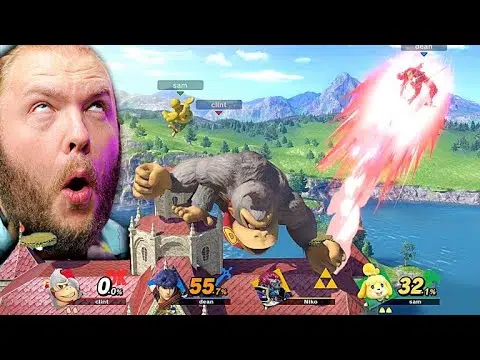 dean
sam
clint
0.0%
clint
55.7%
dean
Niko
32.1%
sam